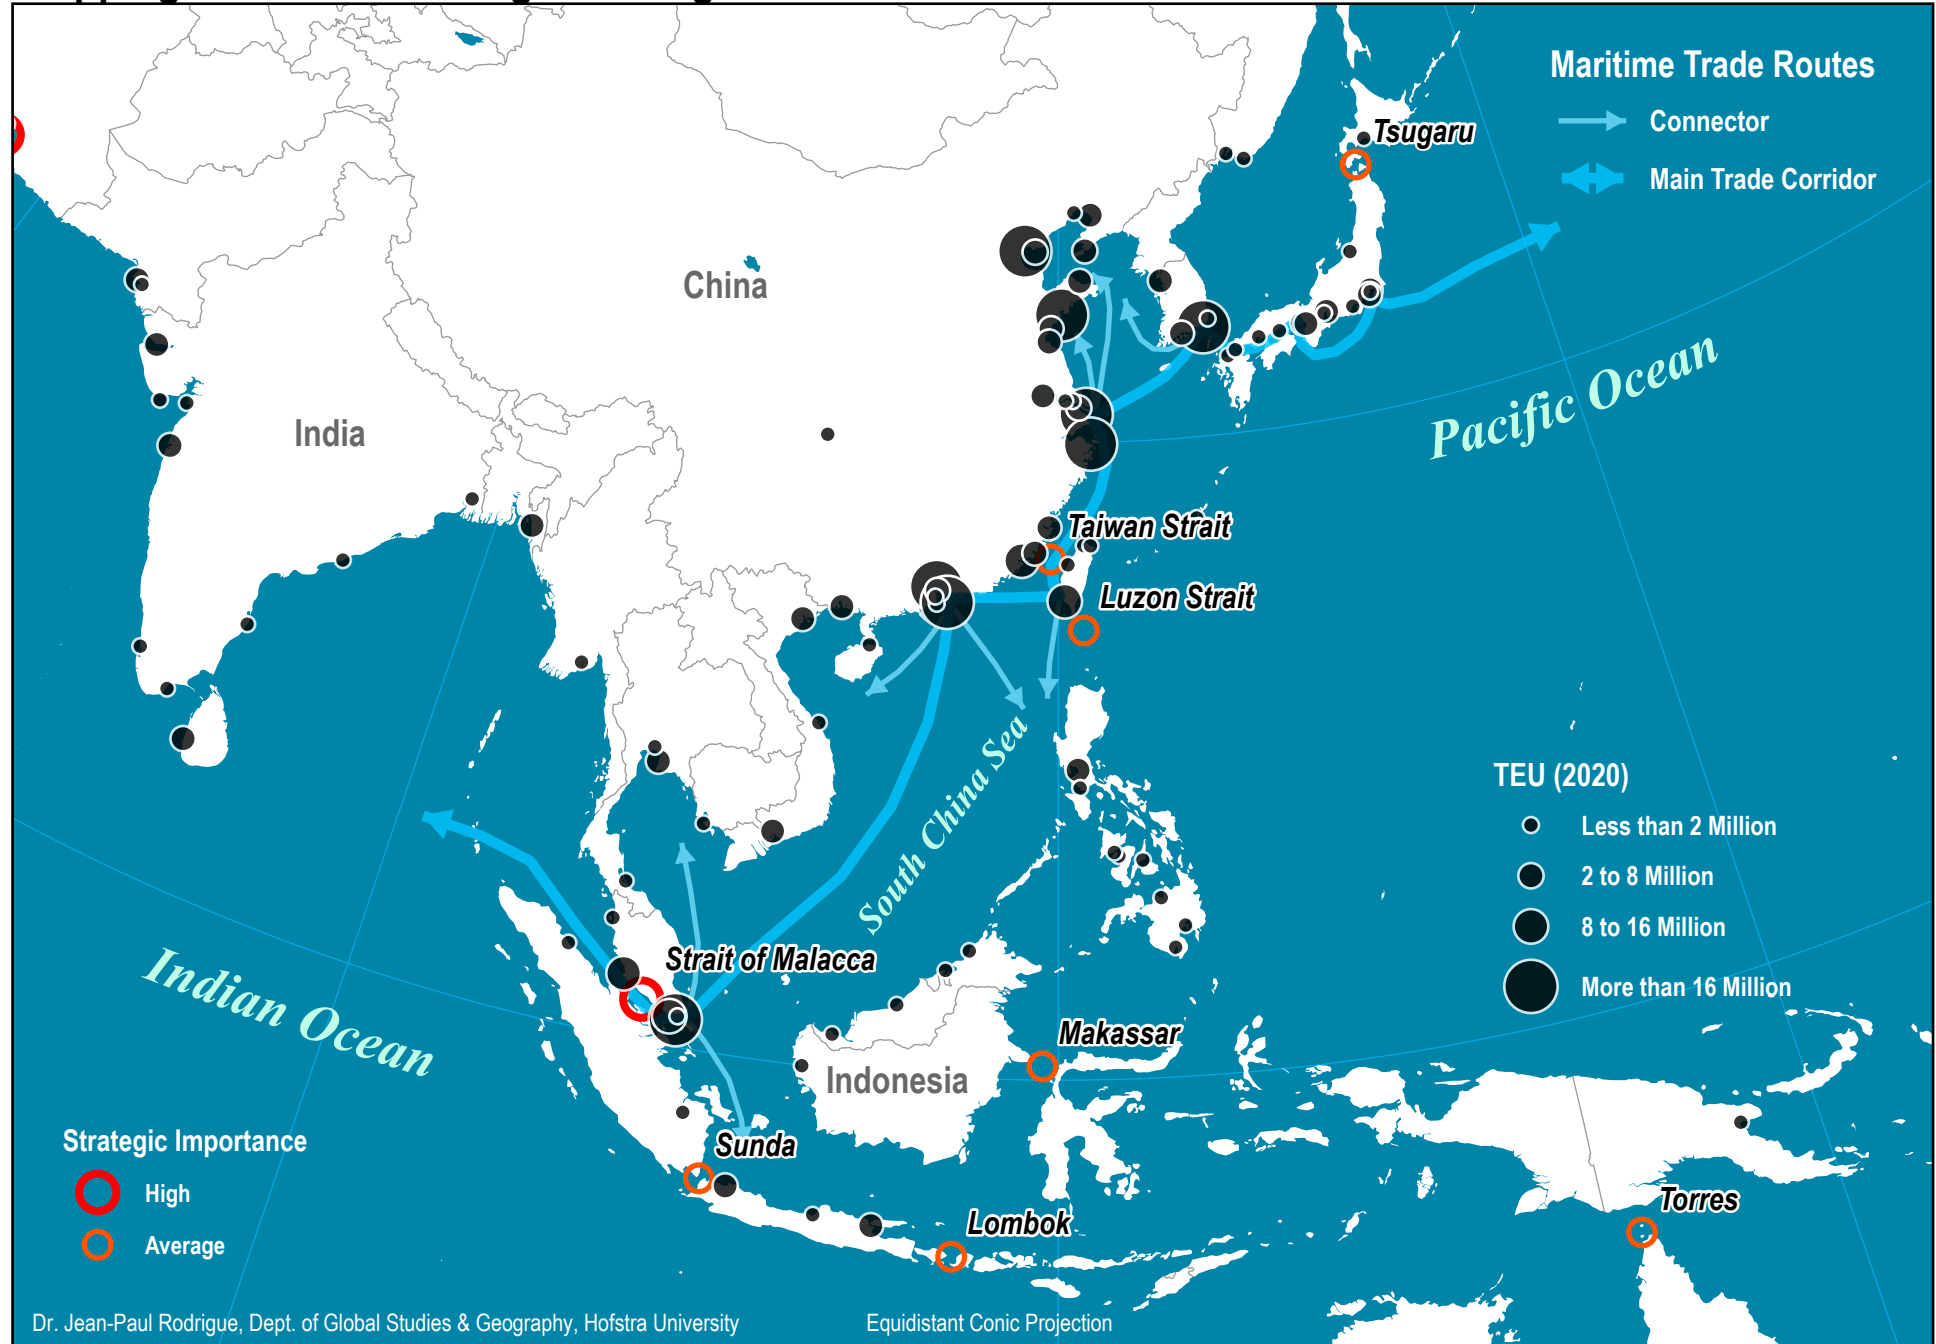 Maritime Trade Routes
Connector
Main Trade Corridor
Tsugaru
China
India
Pacific Ocean
Taiwan Strait
Luzon Strait
South China Sea
TEU (2020)
Less than 2 Million
2 to 8 Million
8 to 16 Million
More than 16 Million
Strait of Malacca
Indian Ocean
Makassar
Indonesia
Strategic Importance
High
Average
Sunda
Lombok
Torres
Dr. Jean-Paul Rodrigue, Dept. of Global Studies & Geography, Hofstra University
Equidistant Conic Projection